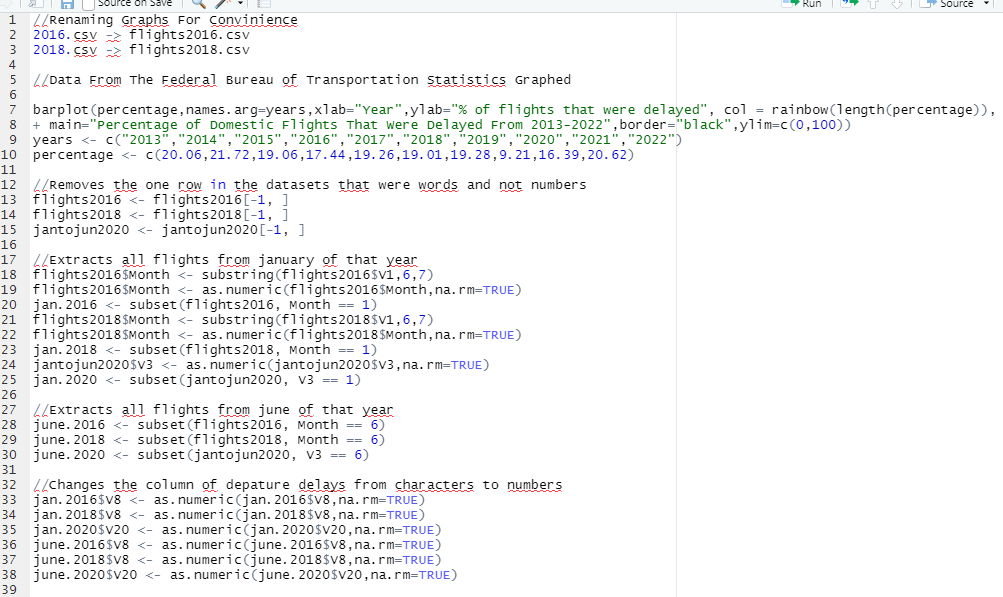 Source on Save Run Source
1 //Renaming Graphs For Convinience
2 2016.csv -> flights2016.csv
3 2018.csv -> flights2018.csv
4
5 //Data From The Federal Bureau of Transportation Statistics Graphed
6
7 barplot(percentage,names.arg=years,xlab="Year",ylab="% of flights that were delayed", col = rainbow(length(percentage)),
8 + main="Percentage of Domestic Flights That Were Delayed From 2013-2022",border="black",ylim=c(0,100))
9 years <- c("2013","2014","2015","2016","2017","2018","2019","2020","2021","2022")
10 percentage <- c(20.06,21.72,19.06,17.44,19.26,19.01,19.28,9.21,16.39,20.62)
11
12 //Removes the one row in the datasets that were words and not numbers
13 flights2016 <- flights2016[-1, ]
14 flights2018 <- flights2018[-1, ]
15 jantojun2020 <- jantojun2020[-1, ]
16
17 //Extracts all flights from january of that year
18 flights2016$Month <- substring(flights2016$V1,6,7)
19 flights2016$Month <- as.numeric(flights2016$Month,na.rm=TRUE)
20 jan.2016 <- subset(flights2016, Month == 1)
21 flights2018$Month <- substring(flights2018$V1,6,7)
22 flights2018$Month <- as.numeric(flights2018$Month,na.rm=TRUE)
23 jan.2018 <- subset(flights2018, Month == 1)
24 jantojun2020$V3 <- as.numeric(jantojun2020$V3,na.rm=TRUE)
25 jan.2020 <- subset(jantojun2020, V3 == 1)
26
27 //Extracts all flights from june of that year
28 june.2016 <- subset(flights2016, Month == 6)
29 june.2018 <- subset(flights2018, Month == 6)
30 june.2020 <- subset(jantojun2020, V3 == 6)
31
32 //Changes the column of depature delays from characters to numbers
33 jan.2016$V8 <- as.numeric(jan.2016$V8,na.rm=TRUE)
34 jan.2018$V8 <- as.numeric(jan.2018$V8,na.rm=TRUE)
35 jan.2020$V20 <- as.numeric(jan.2020$V20,na.rm=TRUE)
36 june.2016$V8 <- as.numeric(june.2016$V8,na.rm=TRUE)
37 june.2018$V8 <- as.numeric(june.2018$V8,na.rm=TRUE)
38 june.2020$V20 <- as.numeric(june.2020$V20,na.rm=TRUE)
39